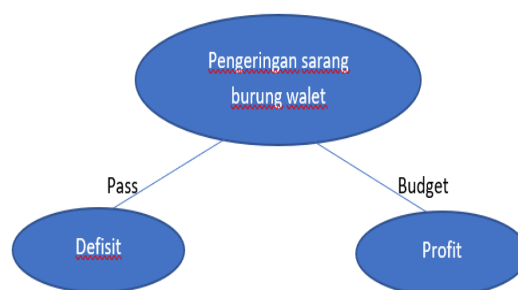 Pengeringan sarang
burung walet
Pass
Budget
Defisit
Profit